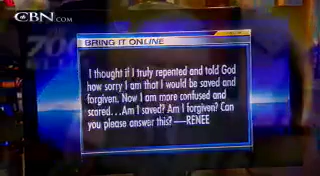 CBN.COM
700
BRING IT ONLINE
I thought if I truly repented and told God
how sorry I am that I would be saved and
forgiven. Now I am more confused and
scared...Am I saved? Am I forgiven? Can
you please answer this? —RENEE